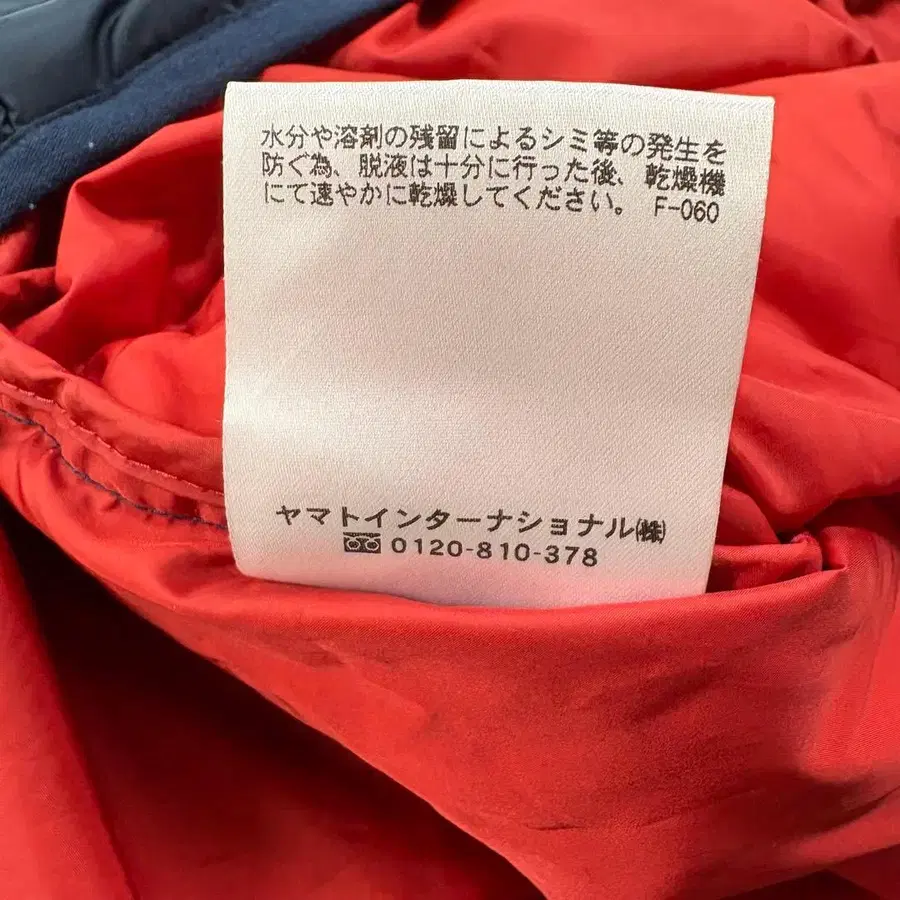 水分や溶剤の残留によるシミ等の発生を
防ぐ為、脱液は十分に行った後、乾燥機
にて速やかに乾燥してください。 F-060
ヤマトインターナショナル㈱
0120-810-378